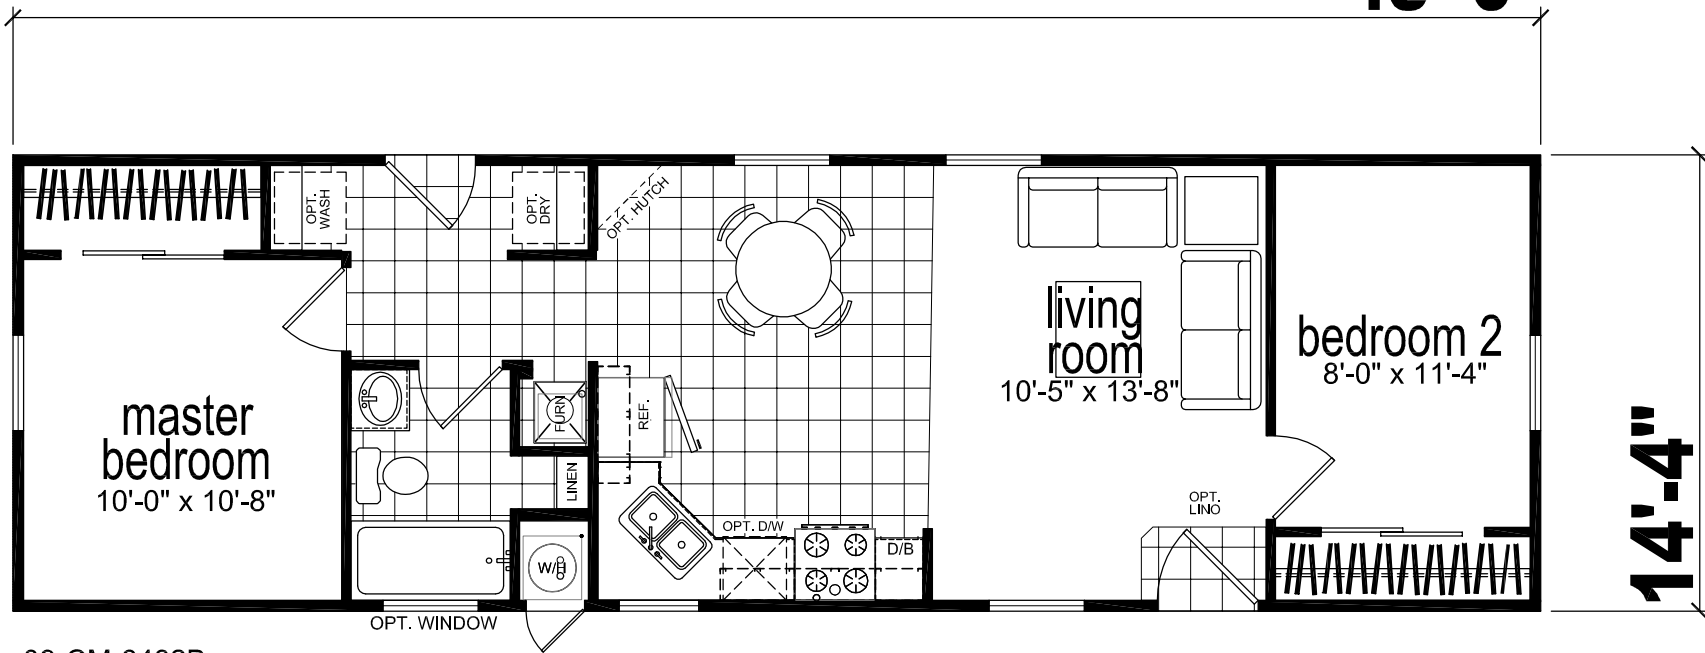 OPT.
WASH
OPT.
DRY
OPT. HUTCH
living
room
10'-5" x 13'-8"
bedroom 2
8'-0" x 11'-4"
master
bedroom
10'-0" x 10'-8"
FURN
REF.
LINEN
OPT. D/W
D/B
W/H
OPT.
LINO
OPT. WINDOW
14'-4"